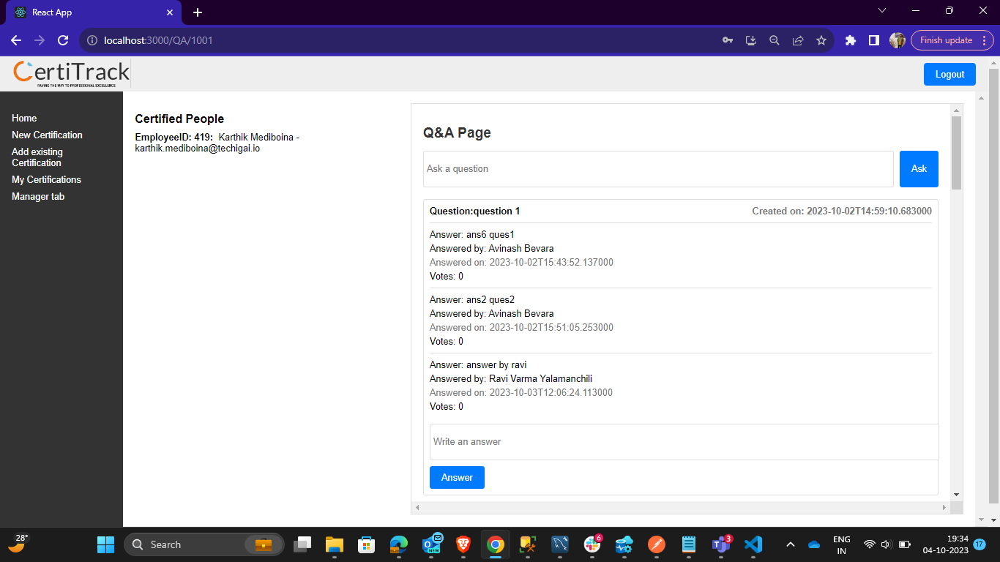 React App
localhost:3000/QA/1001
Finish update
CertiTrack
PAVING THE WAY TO PROFESSIONAL EXCELLENCE
Logout
Home
New Certification
Add existing
Certification
My Certifications
Manager tab
Certified People
EmployeeID: 419: Karthik Mediboina -
karthik.mediboina@techigai.io
Q&A Page
Ask a question
Ask
Question:question 1
Created on: 2023-10-02T14:59:10.683000
Answer: ans6 ques1
Answered by: Avinash Bevara
Answered on: 2023-10-02T15:43:52.137000
Votes: 0
Answer: ans2 ques2
Answered by: Avinash Bevara
Answered on: 2023-10-02T15:51:05.253000
Votes: 0
Answer: answer by ravi
Answered by: Ravi Varma Yalamanchili
Answered on: 2023-10-03T12:06:24.113000
Votes: 0
Write an answer
Answer
28°
Search
NEW
6
3
ENG
IN
19:34
04-10-2023
17